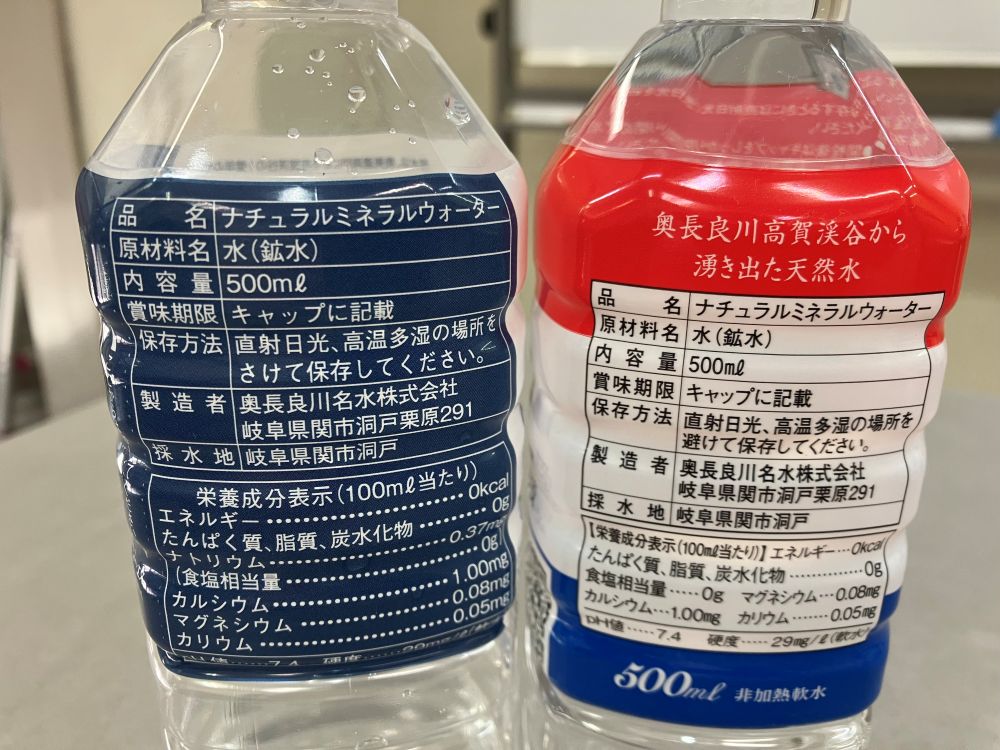 品名 ナチュラルミネラルウォーター
原材料名 水(鉱水)
内容量 500mℓ
賞味期限 キャップに記載
保存方法 直射日光、高温多湿の場所を
さけて保存してください。
製造者 奥長良川名水株式会社
岐阜県関市洞戸栗原291
採水地 岐阜県関市洞戸
栄養成分表示(100mℓ当たり)
エネルギー 0kcal
たんぱく質、脂質、炭水化物 0g
ナトリウム 0.37mg
(食塩相当量 0g)
カルシウム 1.00mg
マグネシウム 0.08mg
カリウム 0.05mg
pH値 7.4 硬度 29mg/ℓ
奥長良川高賀渓谷から
湧き出た天然水
品名 ナチュラルミネラルウォーター
原材料名 水(鉱水)
内容量 500mℓ
賞味期限 キャップに記載
保存方法 直射日光、高温多湿の場所を
避けて保存してください。
製造者 奥長良川名水株式会社
岐阜県関市洞戸栗原291
採水地 岐阜県関市洞戸
【栄養成分表示(100mℓ当たり)】エネルギー…0kcal
たんぱく質、脂質、炭水化物…………0g
食塩相当量……0g マグネシウム…0.08mg
カルシウム…1.00mg カリウム……0.05mg
pH値……7.4 硬度……29mg/ℓ(軟水)
500mℓ 非加熱軟水